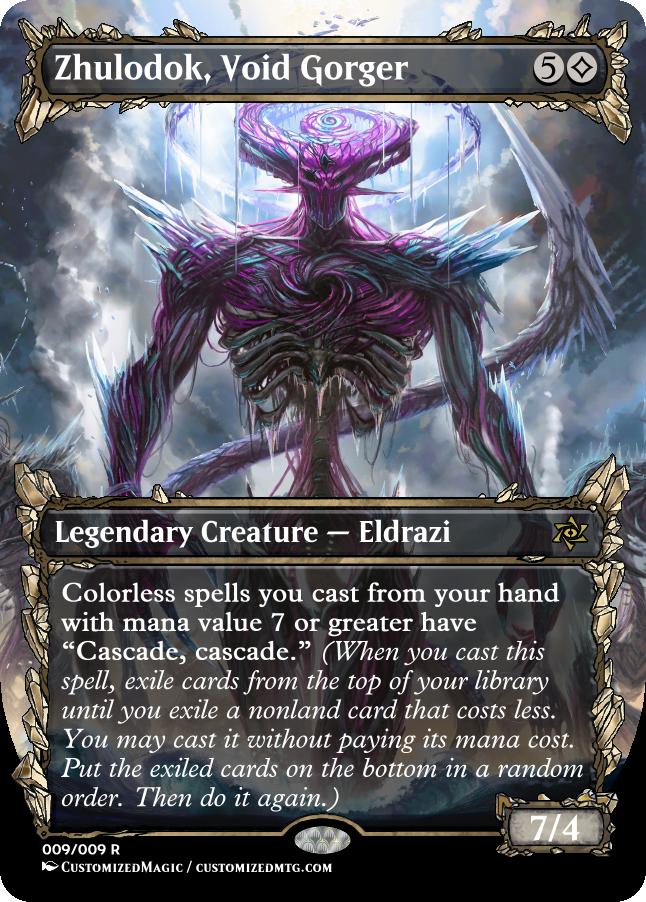 Zhulodok, Void Gorger 5
Legendary Creature — Eldrazi
Colorless spells you cast from your hand
with mana value 7 or greater have
“Cascade, cascade.” (When you cast this
spell, exile cards from the top of your library
until you exile a nonland card that costs less.
You may cast it without paying its mana cost.
Put the exiled cards on the bottom in a random
order. Then do it again.)
7/4
009/009 R
CustomizedMagic / customizedmtg.com